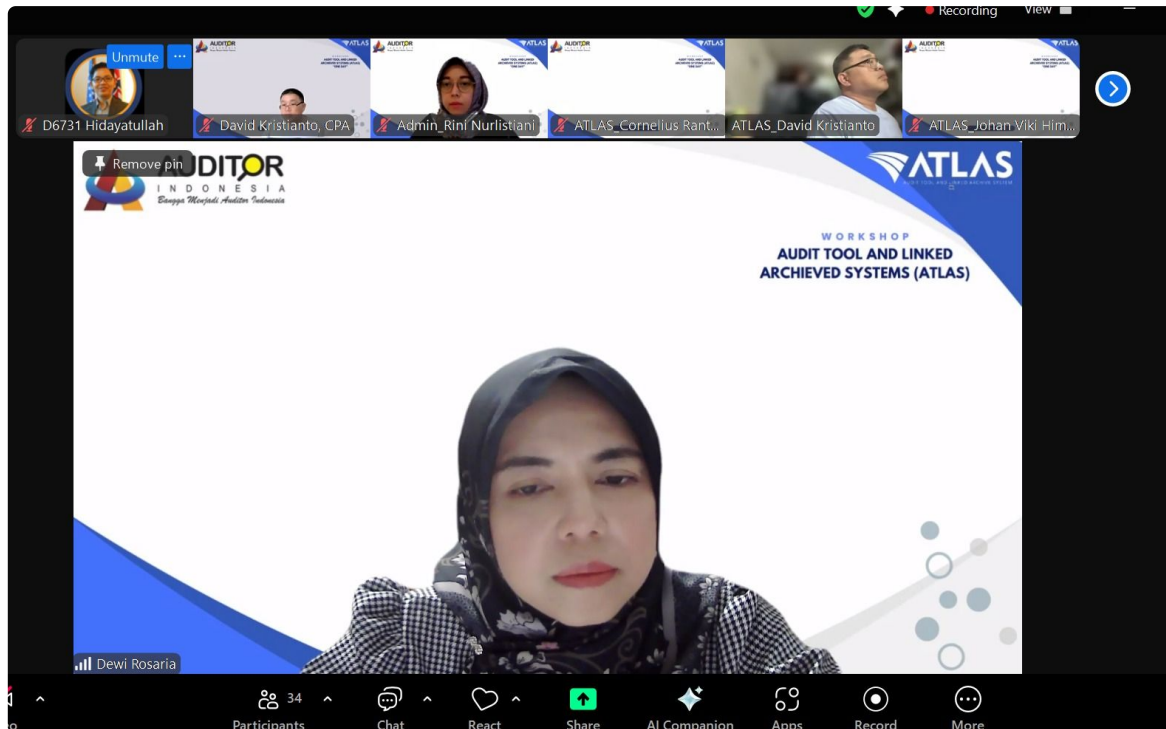 Recording
View
Unmute
D6731 Hidayatullah
David Kristianto, CPA
Admin_Rini Nurlistiani
ATLAS_Cornelius Rant...
ATLAS_David Kristianto
ATLAS_Johan Viki Him...
Remove pin
AUDITOR
INDONESIA
Bangga Menjadi Auditor Indonesia
ATLAS
WORKSHOP
AUDIT TOOL AND LINKED
ARCHIEVED SYSTEMS (ATLAS)
Dewi Rosaria
34
Participants
Chat
React
Share
AI Companion
Apps
Record
More